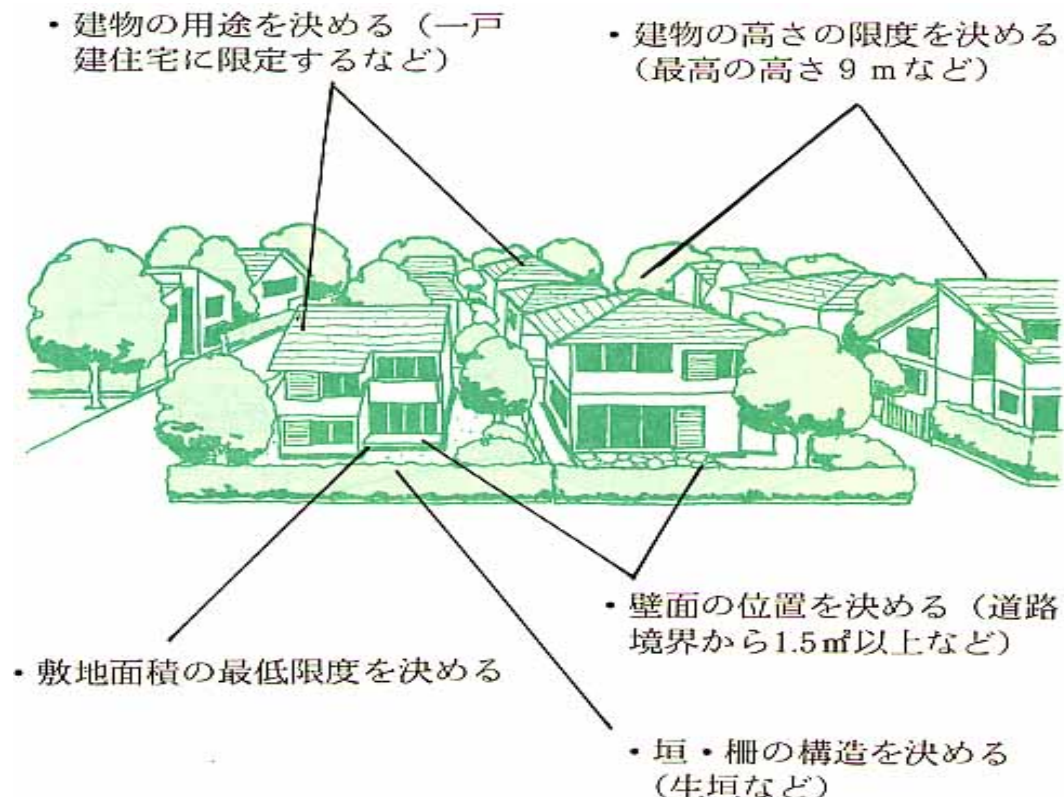 ・建物の用途を決める（一戸
建住宅に限定するなど）
・建物の高さの限度を決める
（最高の高さ９ｍなど）
・壁面の位置を決める（道路
境界から1.5㎡以上など）
・敷地面積の最低限度を決める
・垣・柵の構造を決める
（生垣など）